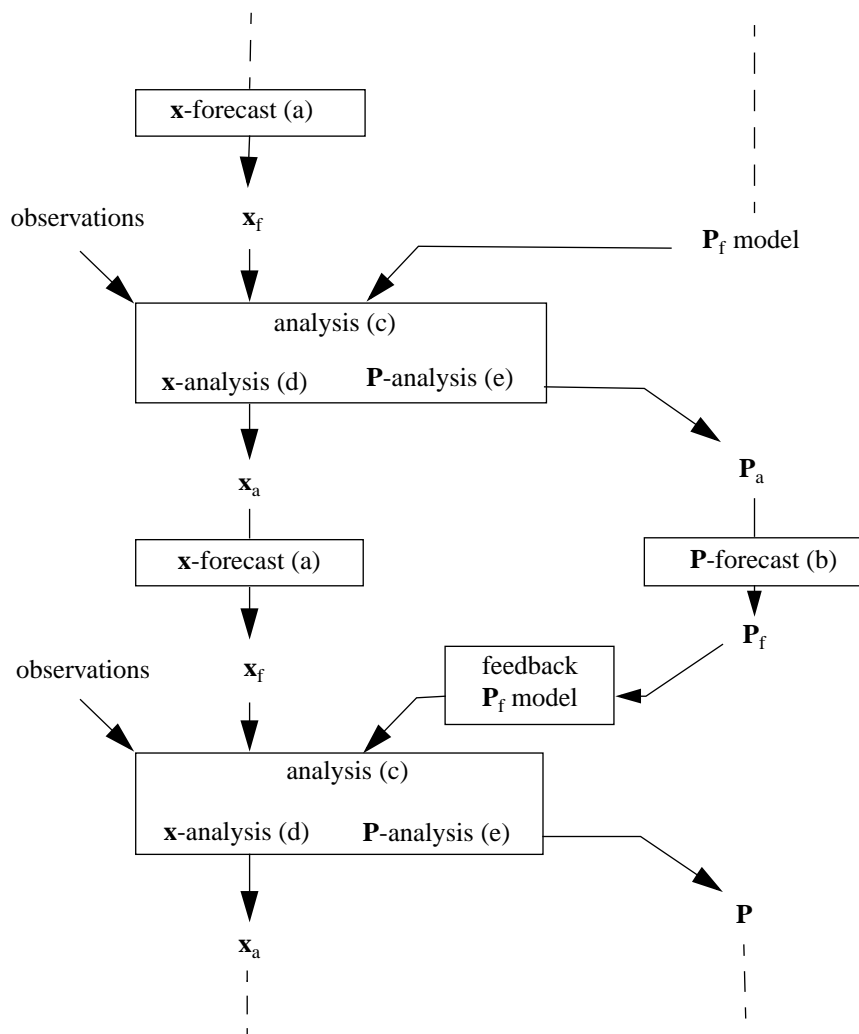 x-forecast (a)
observations
xf
Pf model
analysis (c)
x-analysis (d)
P-analysis (e)
xa
Pa
x-forecast (a)
P-forecast (b)
Pf
observations
xf
feedback
Pf model
analysis (c)
x-analysis (d)
P-analysis (e)
P
xa